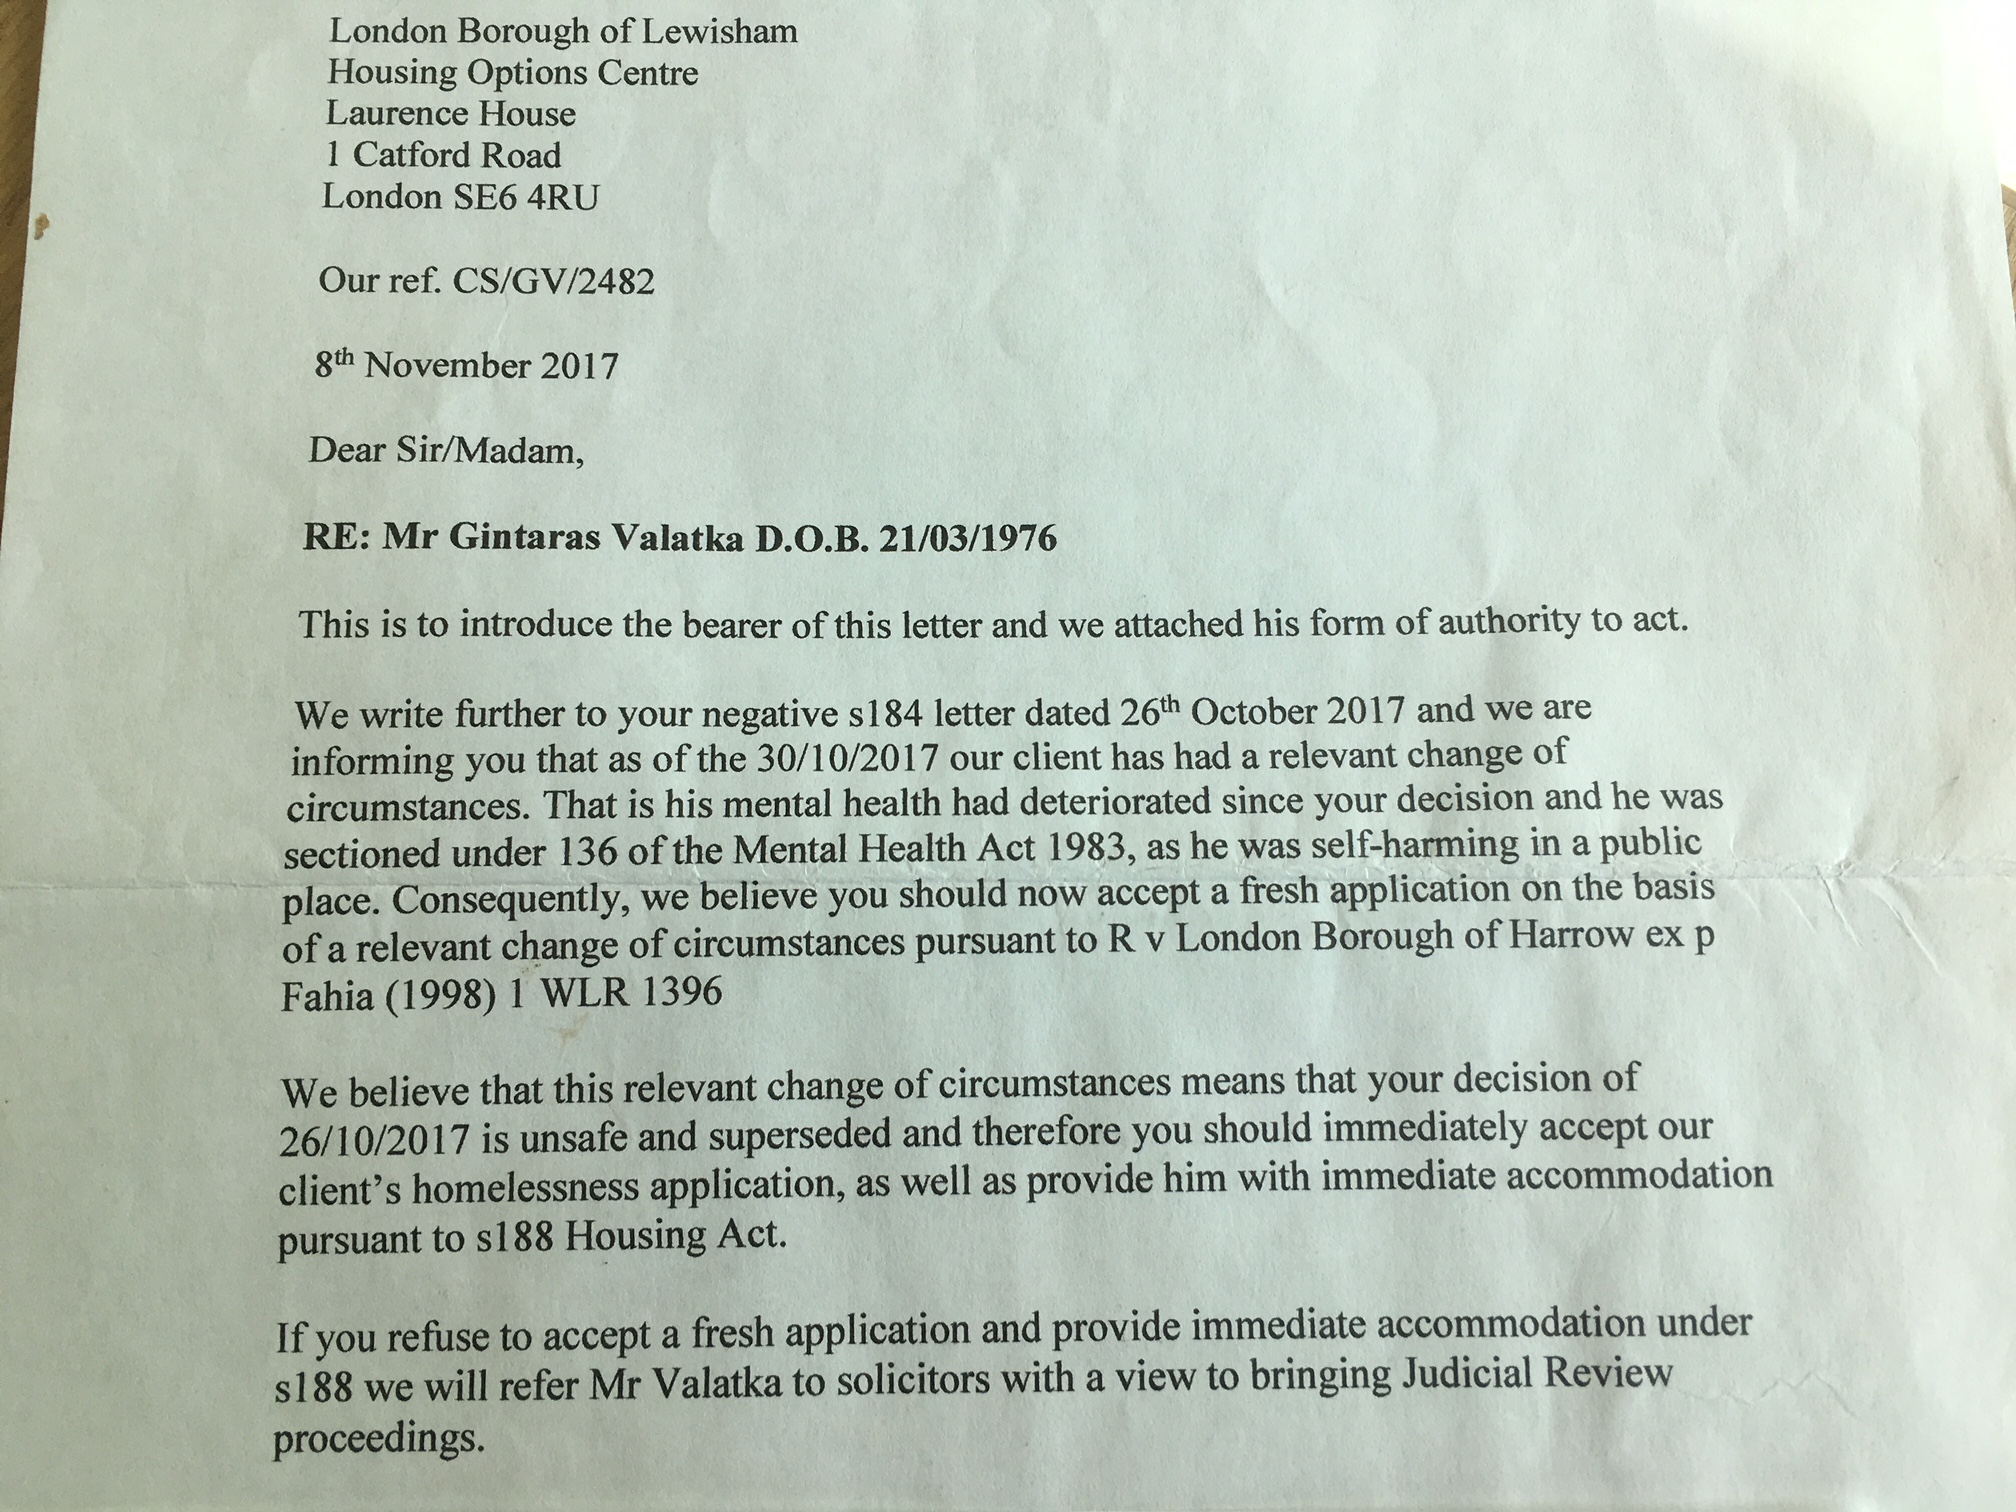 London Borough of Lewisham
Housing Options Centre
Laurence House
1 Catford Road
London SE6 4RU
Our ref. CS/GV/2482
8th November 2017
Dear Sir/Madam,
RE: Mr Gintaras Valatka D.O.B. 21/03/1976
This is to introduce the bearer of this letter and we attached his form of authority to act.
We write further to your negative s184 letter dated 26th October 2017 and we are
informing you that as of the 30/10/2017 our client has had a relevant change of
circumstances. That is his mental health had deteriorated since your decision and he was
sectioned under 136 of the Mental Health Act 1983, as he was self-harming in a public
place. Consequently, we believe you should now accept a fresh application on the basis
of a relevant change of circumstances pursuant to R v London Borough of Harrow ex p
Fahia (1998) 1 WLR 1396
We believe that this relevant change of circumstances means that your decision of
26/10/2017 is unsafe and superseded and therefore you should immediately accept our
client's homelessness application, as well as provide him with immediate accommodation
pursuant to s188 Housing Act.
If you refuse to accept a fresh application and provide immediate accommodation under
s188 we will refer Mr Valatka to solicitors with a view to bringing Judicial Review
proceedings.